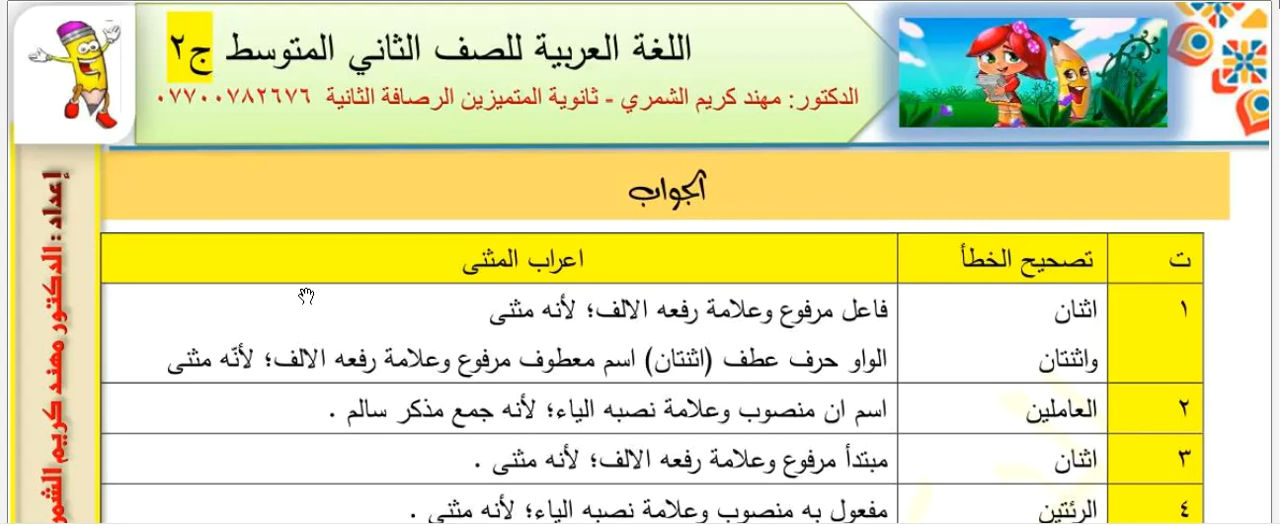 اللغة العربية للصف الثاني المتوسط ج٢
الدكتور: مهند كريم الشمري - ثانوية المتميزين الرصافة الثانية ٠٧٧٠٠٧٨٢٦٧٦
إعداد : الدكتور مهند كريم الشمر
الجواب
ت تصحيح الخطأ اعراب المثنى
١ اثنان فاعل مرفوع وعلامة رفعه الالف؛ لأنه مثنى
واثنتان الواو حرف عطف (اثنتان) اسم معطوف مرفوع وعلامة رفعه الالف؛ لأنّه مثنى
٢ العاملين اسم ان منصوب وعلامة نصبه الياء؛ لأنه جمع مذكر سالم .
٣ اثنان مبتدأ مرفوع وعلامة رفعه الالف؛ لأنه مثنى .
٤ الرئتين مفعول به منصوب وعلامة نصبه الياء؛ لأنه مثنى .